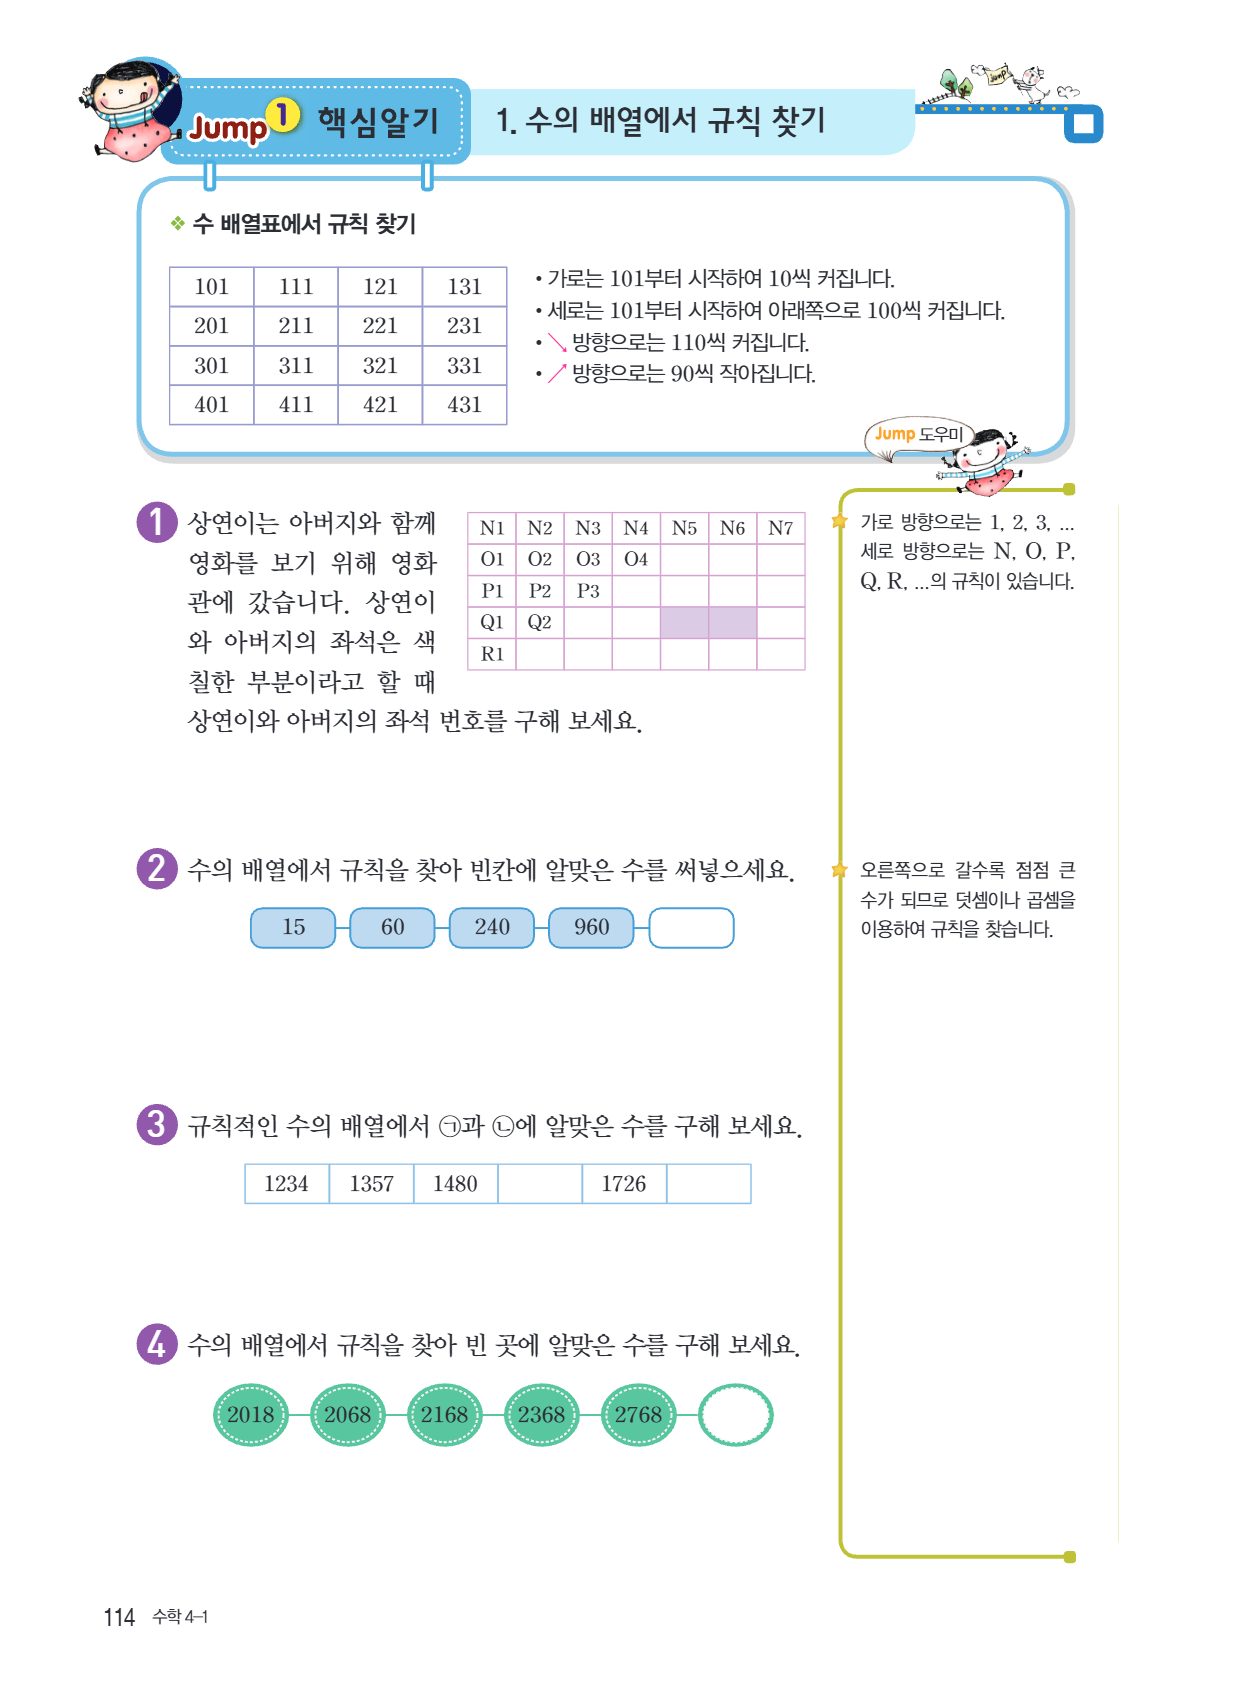 Jump 1 핵심알기
1. 수의 배열에서 규칙 찾기
Jump
❖ 수 배열표에서 규칙 찾기
101 111 121 131
201 211 221 231
301 311 321 331
401 411 421 431
• 가로는 101부터 시작하여 10씩 커집니다.
• 세로는 101부터 시작하여 아래쪽으로 100씩 커집니다.
• ↘ 방향으로는 110씩 커집니다.
• ↗ 방향으로는 90씩 작아집니다.
Jump 도우미
1 상연이는 아버지와 함께
영화를 보기 위해 영화
관에 갔습니다. 상연이
와 아버지의 좌석은 색
칠한 부분이라고 할 때
상연이와 아버지의 좌석 번호를 구해 보세요.
N1 N2 N3 N4 N5 N6 N7
O1 O2 O3 O4
P1 P2 P3
Q1 Q2
R1
가로 방향으로는 1, 2, 3, …
세로 방향으로는 N, O, P,
Q, R, …의 규칙이 있습니다.
2 수의 배열에서 규칙을 찾아 빈칸에 알맞은 수를 써넣으세요.
15 60 240 960
오른쪽으로 갈수록 점점 큰
수가 되므로 덧셈이나 곱셈을
이용하여 규칙을 찾습니다.
3 규칙적인 수의 배열에서 ㉠과 ㉡에 알맞은 수를 구해 보세요.
1234 1357 1480 1726
4 수의 배열에서 규칙을 찾아 빈 곳에 알맞은 수를 구해 보세요.
2018 2068 2168 2368 2768
114 수학 4-1